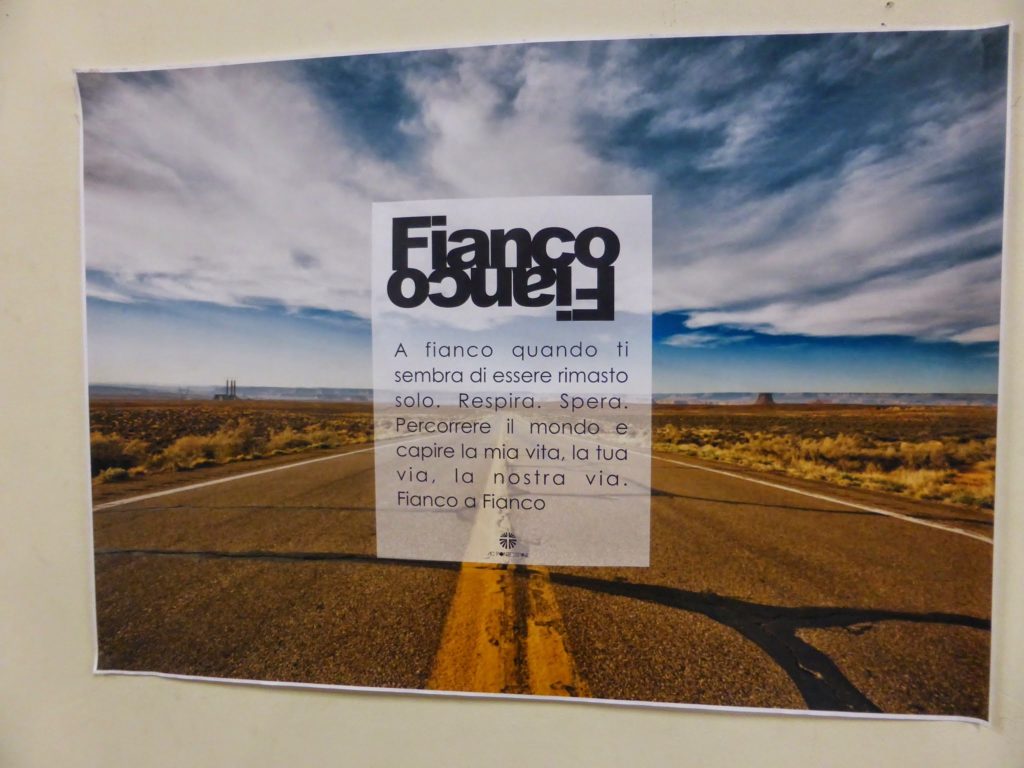 Fianco
Fianco
A fianco quando ti
sembra di essere rimasto
solo. Respira. Spera.
Percorrere il mondo e
capire la mia vita, la tua
via, la nostra via.
Fianco a Fianco